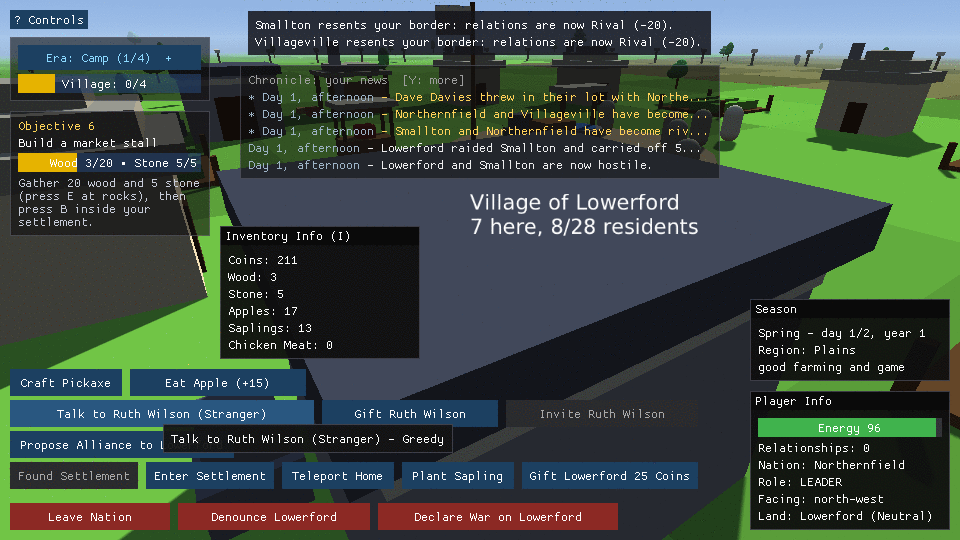 ? Controls
Smallton resents your border: relations are now Rival (-20).
Villageville resents your border: relations are now Rival (-20).
Era: Camp (1/4)  +
Village: 0/4
Chronicle: your news  [Y: more]
* Day 1, afternoon – Dave Davies threw in their lot with Northe...
* Day 1, afternoon – Northernfield and Villageville have become...
* Day 1, afternoon – Smallton and Northernfield have become riv...
Day 1, afternoon – Lowerford raided Smallton and carried off 5...
Day 1, afternoon – Lowerford and Smallton are now hostile.
Objective 6
Build a market stall
Wood 3/20 • Stone 5/5
Gather 20 wood and 5 stone
(press E at rocks), then
press B inside your
settlement.
Village of Lowerford
7 here, 8/28 residents
Inventory Info (I)
Coins: 211
Wood: 3
Stone: 5
Apples: 17
Saplings: 13
Chicken Meat: 0
Season
Spring – day 1/2, year 1
Region: Plains
good farming and game
Craft Pickaxe
Eat Apple (+15)
Talk to Ruth Wilson (Stranger)
Gift Ruth Wilson
Invite Ruth Wilson
Propose Alliance to
Talk to Ruth Wilson (Stranger) – Greedy
Found Settlement
Enter Settlement
Teleport Home
Plant Sapling
Gift Lowerford 25 Coins
Leave Nation
Denounce Lowerford
Declare War on Lowerford
Player Info
Energy 96
Relationships: 0
Nation: Northernfield
Role: LEADER
Facing: north-west
Land: Lowerford (Neutral)